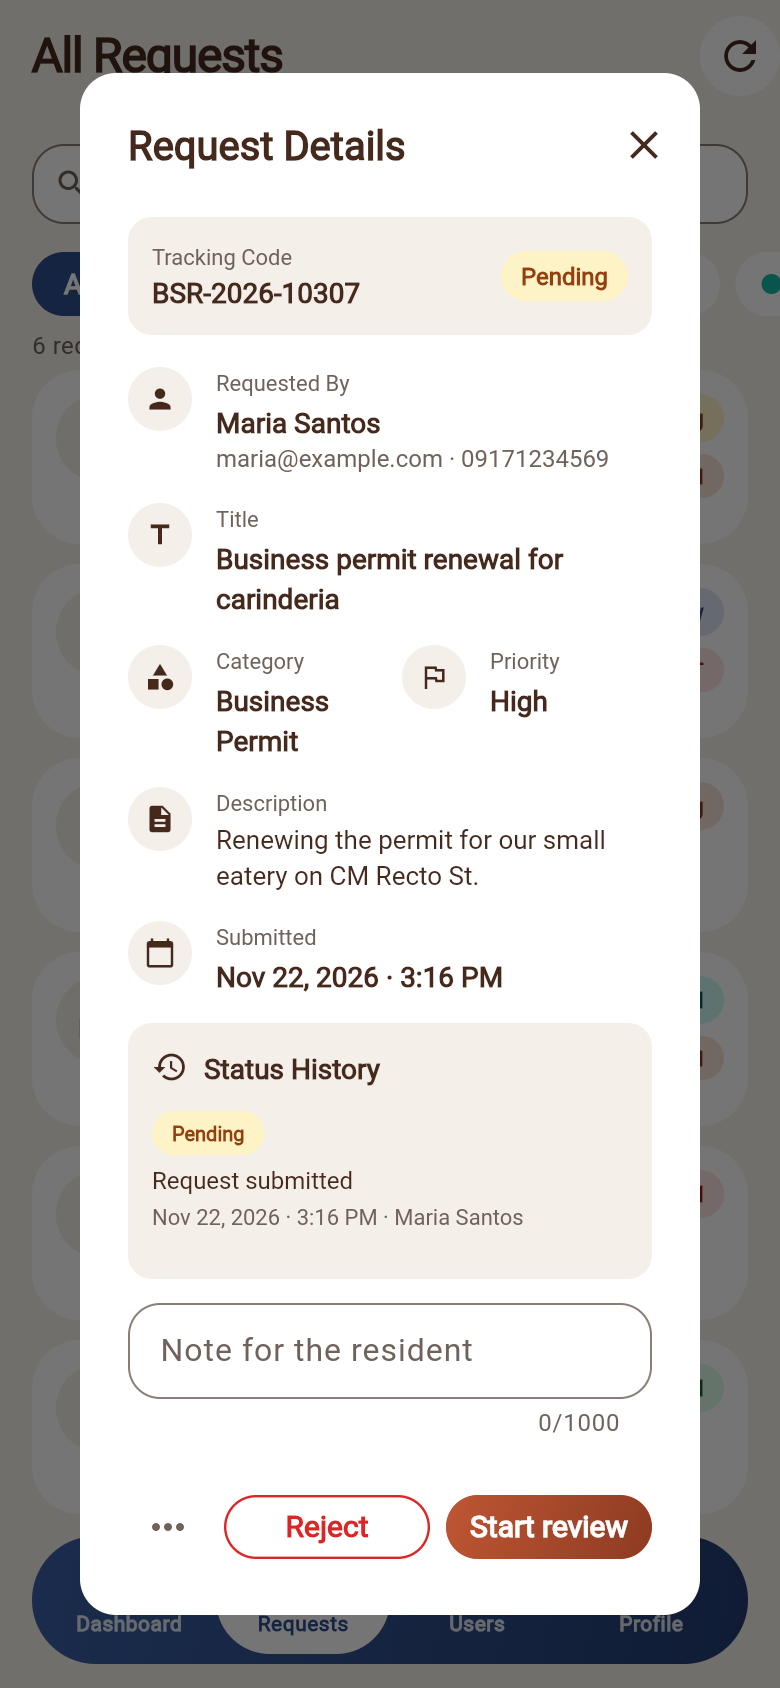 All Requests
Request Details
Tracking Code
BSR-2026-10307
Pending
6
Requested By
Maria Santos
maria@example.com · 09171234569
Title
Business permit renewal for
carinderia
Category
Business
Permit
Priority
High
Description
Renewing the permit for our small
eatery on CM Recto St.
Submitted
Nov 22, 2026 · 3:16 PM
Status History
Pending
Request submitted
Nov 22, 2026 · 3:16 PM · Maria Santos
Note for the resident
0/1000
Reject
Start review
Dashboard
Requests
Users
Profile